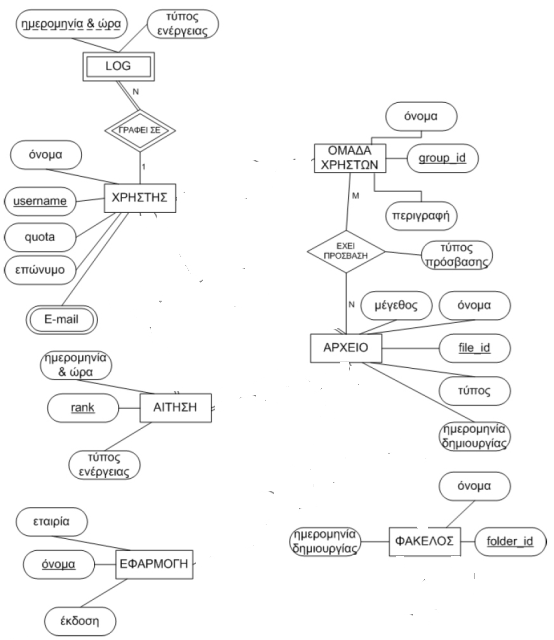 ημερομηνία & ώρα
τύπος
ενέργειας
LOG
N
ΓΡΑΦΕΙ ΣΕ
1
όνομα
ΧΡΗΣΤΗΣ
username
quota
επώνυμο
E-mail
όνομα
ΟΜΑΔΑ
ΧΡΗΣΤΩΝ
group_id
M
περιγραφή
ΕΧΕΙ
ΠΡΟΣΒΑΣΗ
τύπος
πρόσβασης
N
μέγεθος
όνομα
ΑΡΧΕΙΟ
file_id
τύπος
ημερομηνία
δημιουργίας
ημερομηνία
& ώρα
rank
ΑΙΤΗΣΗ
τύπος
ενέργειας
όνομα
ημερομηνία
δημιουργίας
ΦΑΚΕΛΟΣ
folder_id
εταιρία
όνομα
ΕΦΑΡΜΟΓΗ
έκδοση